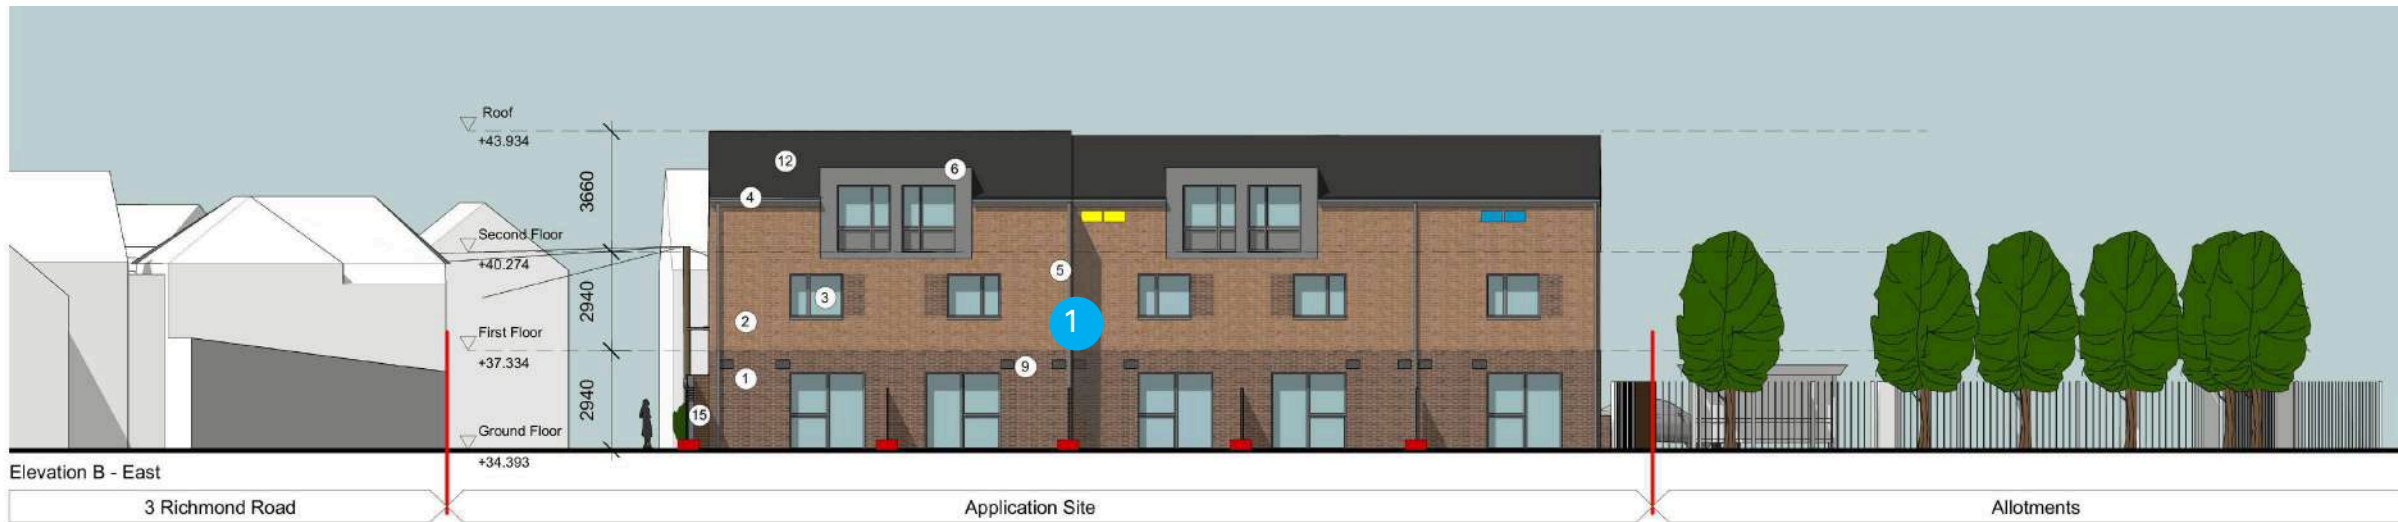 Roof
+43.934
3660
Second Floor
+40.274
2940
First Floor
+37.334
2940
Ground Floor
+34.393
12
6
4
5
3
2
1
9
1
15
Elevation B - East
3 Richmond Road
Application Site
Allotments